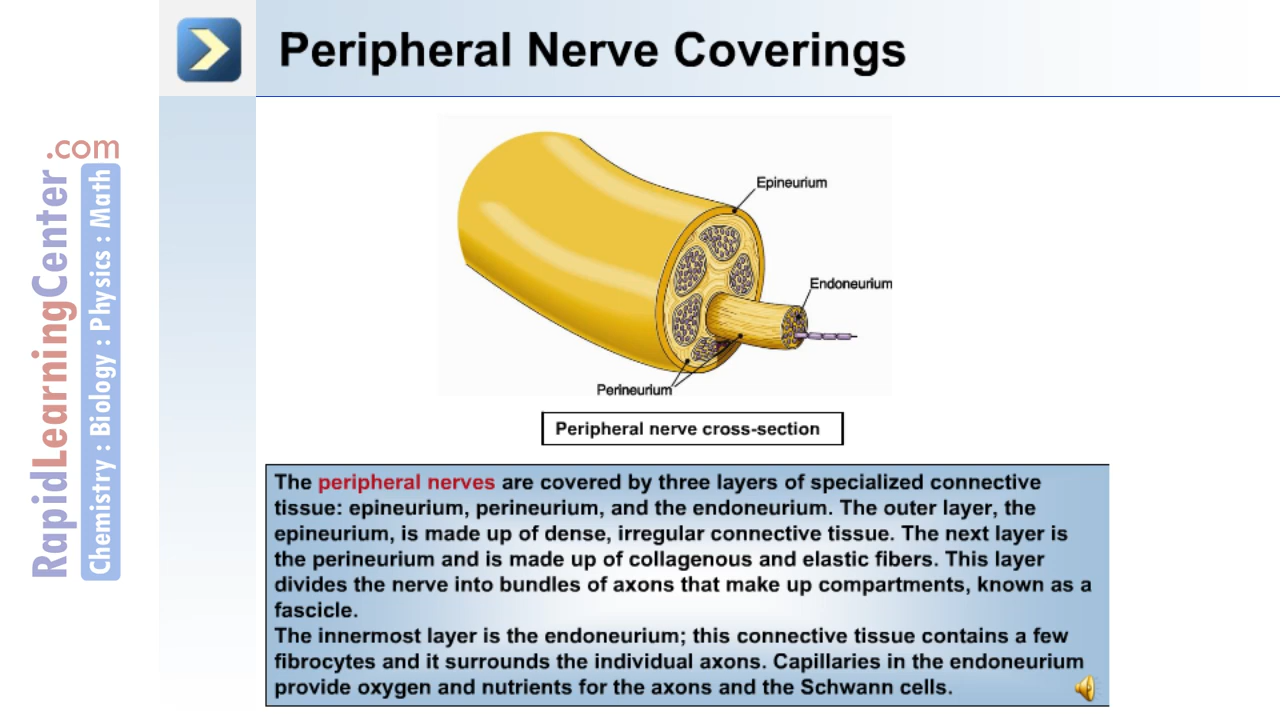 Peripheral Nerve Coverings
RapidLearningCenter.com
Chemistry : Biology : Physics : Math
Epineurium
Endoneurium
Perineurium
Peripheral nerve cross-section
The peripheral nerves are covered by three layers of specialized connective
tissue: epineurium, perineurium, and the endoneurium. The outer layer, the
epineurium, is made up of dense, irregular connective tissue. The next layer is
the perineurium and is made up of collagenous and elastic fibers. This layer
divides the nerve into bundles of axons that make up compartments, known as a
fascicle.
The innermost layer is the endoneurium; this connective tissue contains a few
fibrocytes and it surrounds the individual axons. Capillaries in the endoneurium
provide oxygen and nutrients for the axons and the Schwann cells.